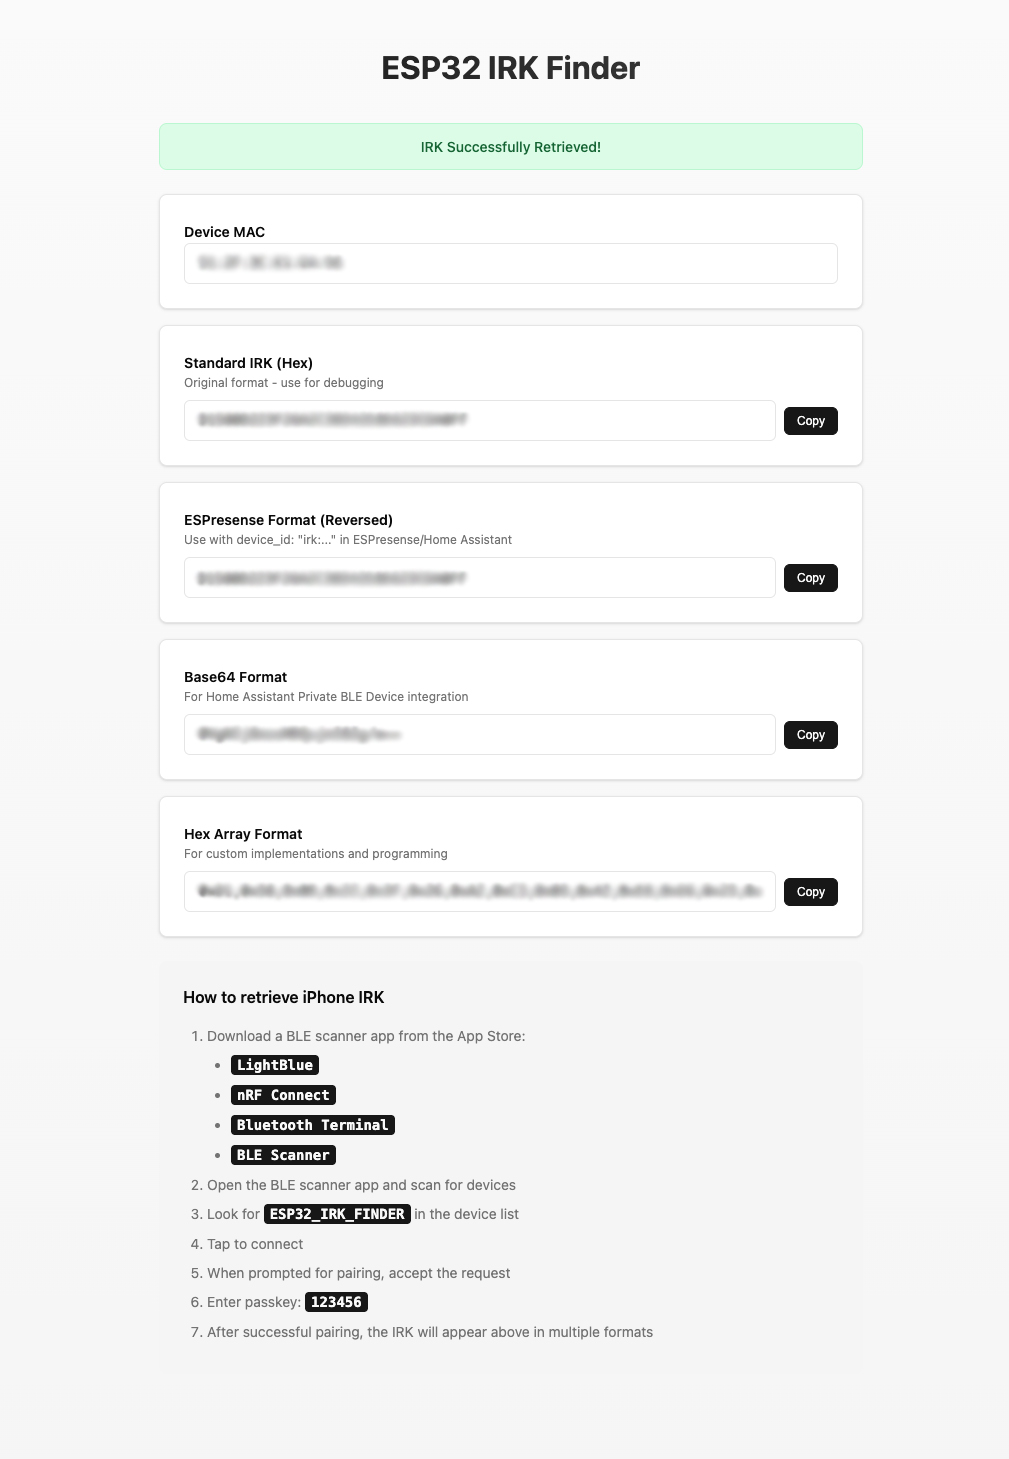 ESP32 IRK Finder
IRK Successfully Retrieved!
Device MAC
Standard IRK (Hex)
Original format - use for debugging
Copy
ESPresense Format (Reversed)
Use with device_id: "irk:..." in ESPresense/Home Assistant
Copy
Base64 Format
For Home Assistant Private BLE Device integration
Copy
Hex Array Format
For custom implementations and programming
Copy
How to retrieve iPhone IRK
1. Download a BLE scanner app from the App Store:
• LightBlue
• nRF Connect
• Bluetooth Terminal
• BLE Scanner
2. Open the BLE scanner app and scan for devices
3. Look for ESP32_IRK_FINDER in the device list
4. Tap to connect
5. When prompted for pairing, accept the request
6. Enter passkey: 123456
7. After successful pairing, the IRK will appear above in multiple formats